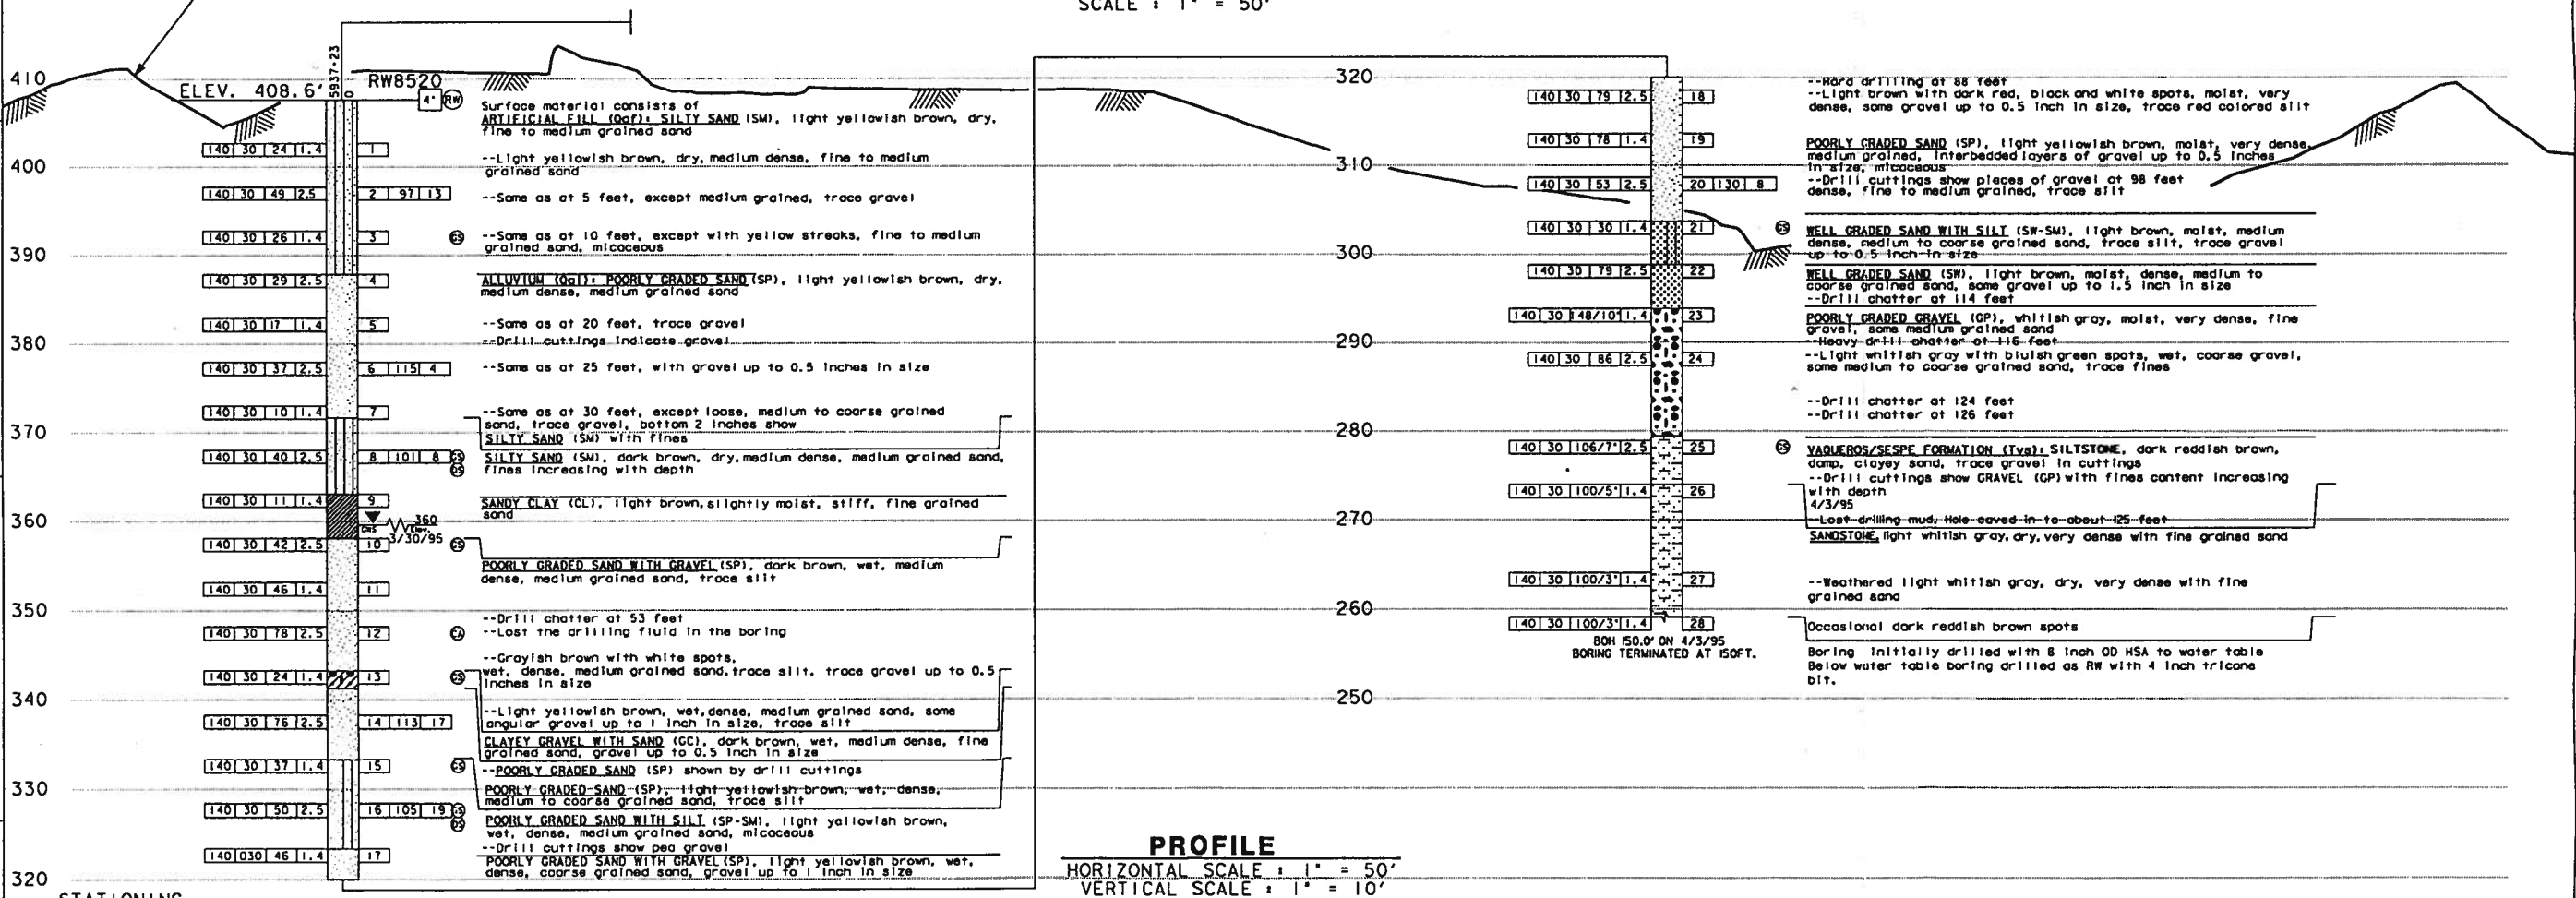 SCALE : 1" = 50'
410
400
390
380
370
360
350
340
330
320
ELEV. 408.6'
5937+23
0
RW8520
4"
RW
Surface material consists of
ARTIFICIAL FILL (Qaf): SILTY SAND (SM), light yellowish brown, dry,
fine to medium grained sand
140 30 24 1.4 1
--Light yellowish brown, dry, medium dense, fine to medium
grained sand
140 30 49 2.5 2 97 13
--Same as at 5 feet, except medium grained, trace gravel
140 30 26 1.4 3 GS
--Same as at 10 feet, except with yellow streaks, fine to medium
grained sand, micaceous
140 30 29 2.5 4
ALLUVIUM (Qal): POORLY GRADED SAND (SP), light yellowish brown, dry,
medium dense, medium grained sand
140 30 17 1.4 5
--Same as at 20 feet, trace gravel
--Drill cuttings indicate gravel
140 30 37 2.5 6 115 4
--Same as at 25 feet, with gravel up to 0.5 inches in size
140 30 10 1.4 7
--Same as at 30 feet, except loose, medium to coarse grained
sand, trace gravel, bottom 2 inches show
SILTY SAND (SM) with fines
140 30 40 2.5 8 101 8 GS
DS
SILTY SAND (SM), dark brown, dry, medium dense, medium grained sand,
fines increasing with depth
140 30 11 1.4 9
SANDY CLAY (CL), light brown, slightly moist, stiff, fine grained
sand
360
Elev.
3/30/95
140 30 42 2.5 10 GS
POORLY GRADED SAND WITH GRAVEL (SP), dark brown, wet, medium
dense, medium grained sand, trace silt
140 30 46 1.4 11
--Drill chatter at 53 feet
140 30 78 2.5 12 CA
--Lost the drilling fluid in the boring
--Grayish brown with white spots,
wet, dense, medium grained sand, trace silt, trace gravel up to 0.5
inches in size
140 30 24 1.4 13 GS
--Light yellowish brown, wet, dense, medium grained sand, some
angular gravel up to 1 inch in size, trace silt
140 30 76 2.5 14 113 17
CLAYEY GRAVEL WITH SAND (GC), dark brown, wet, medium dense, fine
grained sand, gravel up to 0.5 inch in size
140 30 37 1.4 15 GS
--POORLY GRADED SAND (SP) shown by drill cuttings
POORLY GRADED SAND (SP), light yellowish brown, wet, dense,
medium to coarse grained sand, trace silt
140 30 50 2.5 16 105 19 GS
DS
POORLY GRADED SAND WITH SILT (SP-SM), light yellowish brown,
wet, dense, medium grained sand, micaceous
--Drill cuttings show pea gravel
140 030 46 1.4 17
POORLY GRADED SAND WITH GRAVEL (SP), light yellowish brown, wet,
dense, coarse grained sand, gravel up to 1 inch in size
STATIONING
320
310
300
290
280
270
260
250
--Hard drilling at 88 feet
140 30 79 2.5 18
--Light brown with dark red, black and white spots, moist, very
dense, some gravel up to 0.5 inch in size, trace red colored silt
140 30 78 1.4 19
POORLY GRADED SAND (SP), light yellowish brown, moist, very dense,
medium grained, interbedded layers of gravel up to 0.5 inches
in size, micaceous
140 30 53 2.5 20 130 8
--Drill cuttings show pieces of gravel at 98 feet
dense, fine to medium grained, trace silt
140 30 30 1.4 21 GS
WELL GRADED SAND WITH SILT (SW-SM), light brown, moist, medium
dense, medium to coarse grained sand, trace silt, trace gravel
up to 0.5 inch in size
140 30 79 2.5 22
WELL GRADED SAND (SW), light brown, moist, dense, medium to
coarse grained sand, some gravel up to 1.5 inch in size
--Drill chatter at 114 feet
140 30 148/10" 1.4 23
POORLY GRADED GRAVEL (GP), whitish gray, moist, very dense, fine
gravel, some medium grained sand
--Heavy drill chatter at 116 feet
140 30 86 2.5 24
--Light whitish gray with bluish green spots, wet, coarse gravel,
some medium to coarse grained sand, trace fines
--Drill chatter at 124 feet
--Drill chatter at 126 feet
140 30 106/7" 2.5 25 GS
VAQUEROS/SESPE FORMATION (Tvs): SILTSTONE, dark reddish brown,
damp, clayey sand, trace gravel in cuttings
--Drill cuttings show GRAVEL (GP) with fines content increasing
with depth
140 30 100/5" 1.4 26
4/3/95
--Lost drilling mud, Hole caved in to about 125 feet
SANDSTONE, light whitish gray, dry, very dense with fine grained sand
140 30 100/3" 1.4 27
--Weathered light whitish gray, dry, very dense with fine
grained sand
140 30 100/3" 1.4 28
Occasional dark reddish brown spots
BOH 150.0' ON 4/3/95
BORING TERMINATED AT 150FT.
Boring initially drilled with 8 inch OD HSA to water table
Below water table boring drilled as RW with 4 inch tricone
bit.
PROFILE
HORIZONTAL SCALE : 1" = 50'
VERTICAL SCALE : 1" = 10'